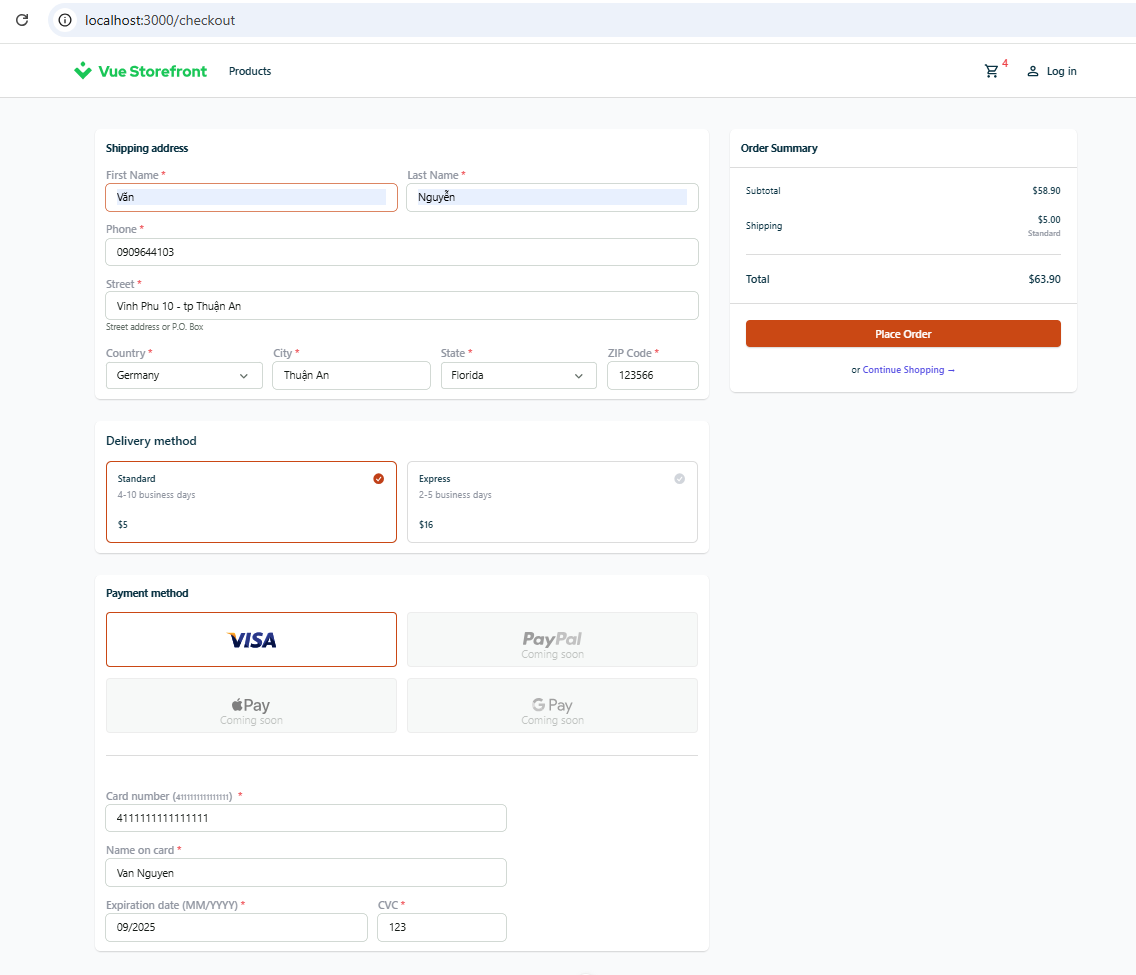 localhost:3000/checkout
Vue Storefront Products 4 Log in
Shipping address
First Name * Last Name *
Văn Nguyễn
Phone *
0909644103
Street *
Vinh Phu 10 - tp Thuận An
Street address or P.O. Box
Country * City * State * ZIP Code *
Germany Thuận An Florida 123566
Delivery method
Standard Express
4-10 business days 2-5 business days
$5 $16
Payment method
VISA PayPal
Coming soon
Pay G Pay
Coming soon Coming soon
Card number (4111111111111111) *
4111111111111111
Name on card *
Van Nguyen
Expiration date (MM/YYYY) * CVC *
09/2025 123
Order Summary
Subtotal $58.90
Shipping $5.00
Standard
Total $63.90
Place Order
or Continue Shopping →